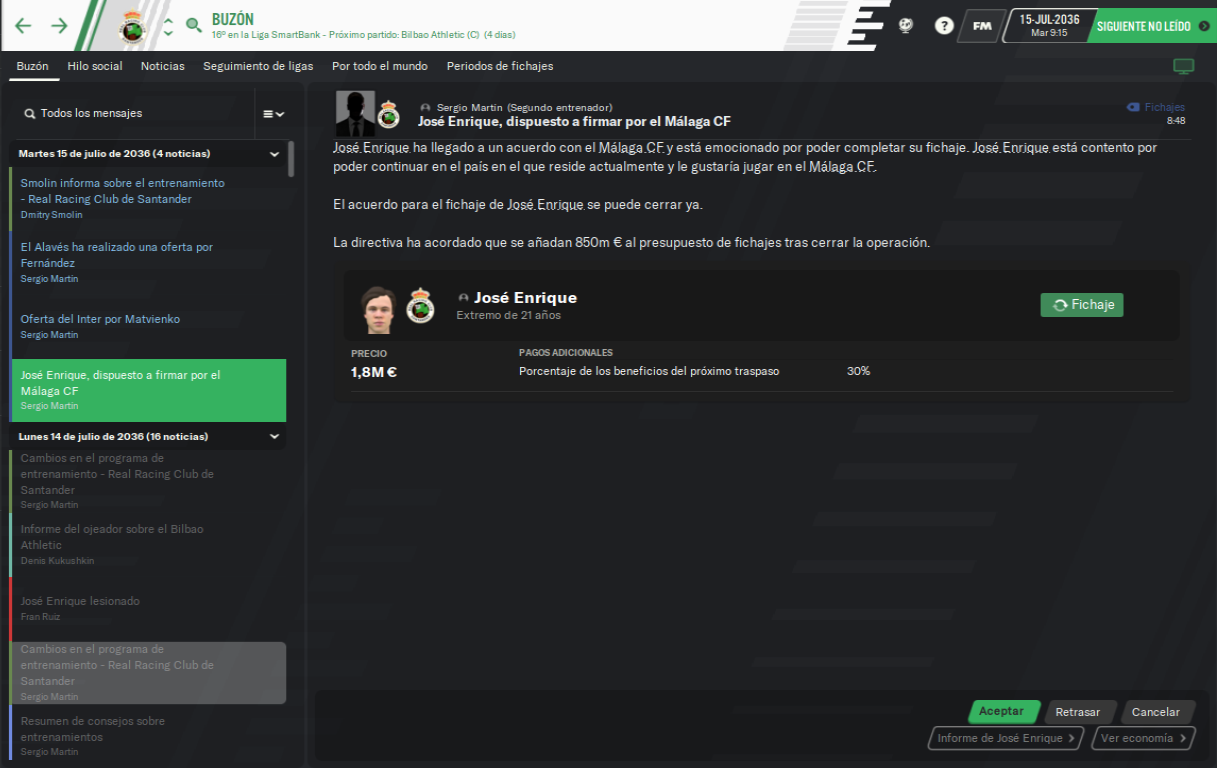 BUZÓN
16º en la Liga SmartBank - Próximo partido: Bilbao Athletic (C) (4 días)
?
FM
15-JUL-2036
Mar 9:15
SIGUIENTE NO LEÍDO
Buzón Hilo social Noticias Seguimiento de ligas Por todo el mundo Periodos de fichajes
Todos los mensajes
Martes 15 de julio de 2036 (4 noticias)
Smolin informa sobre el entrenamiento
- Real Racing Club de Santander
Dmitry Smolin
El Alavés ha realizado una oferta por
Fernández
Sergio Martín
Oferta del Inter por Matvienko
Sergio Martín
José Enrique, dispuesto a firmar por el
Málaga CF
Sergio Martín
Lunes 14 de julio de 2036 (16 noticias)
Cambios en el programa de
entrenamiento - Real Racing Club de
Santander
Sergio Martín
Informe del ojeador sobre el Bilbao
Athletic
Denis Kukushkin
José Enrique lesionado
Fran Ruiz
Cambios en el programa de
entrenamiento - Real Racing Club de
Santander
Sergio Martín
Resumen de consejos sobre
entrenamientos
Sergio Martín
Sergio Martín (Segundo entrenador)
José Enrique, dispuesto a firmar por el Málaga CF
Fichajes
8:48
José Enrique ha llegado a un acuerdo con el Málaga CF y está emocionado por poder completar su fichaje. José Enrique está contento por
poder continuar en el país en el que reside actualmente y le gustaría jugar en el Málaga CF.
El acuerdo para el fichaje de José Enrique se puede cerrar ya.
La directiva ha acordado que se añadan 850m € al presupuesto de fichajes tras cerrar la operación.
José Enrique
Extremo de 21 años
Fichaje
PRECIO
1,8M €
PAGOS ADICIONALES
Porcentaje de los beneficios del próximo traspaso 30%
Aceptar Retrasar Cancelar
Informe de José Enrique Ver economía